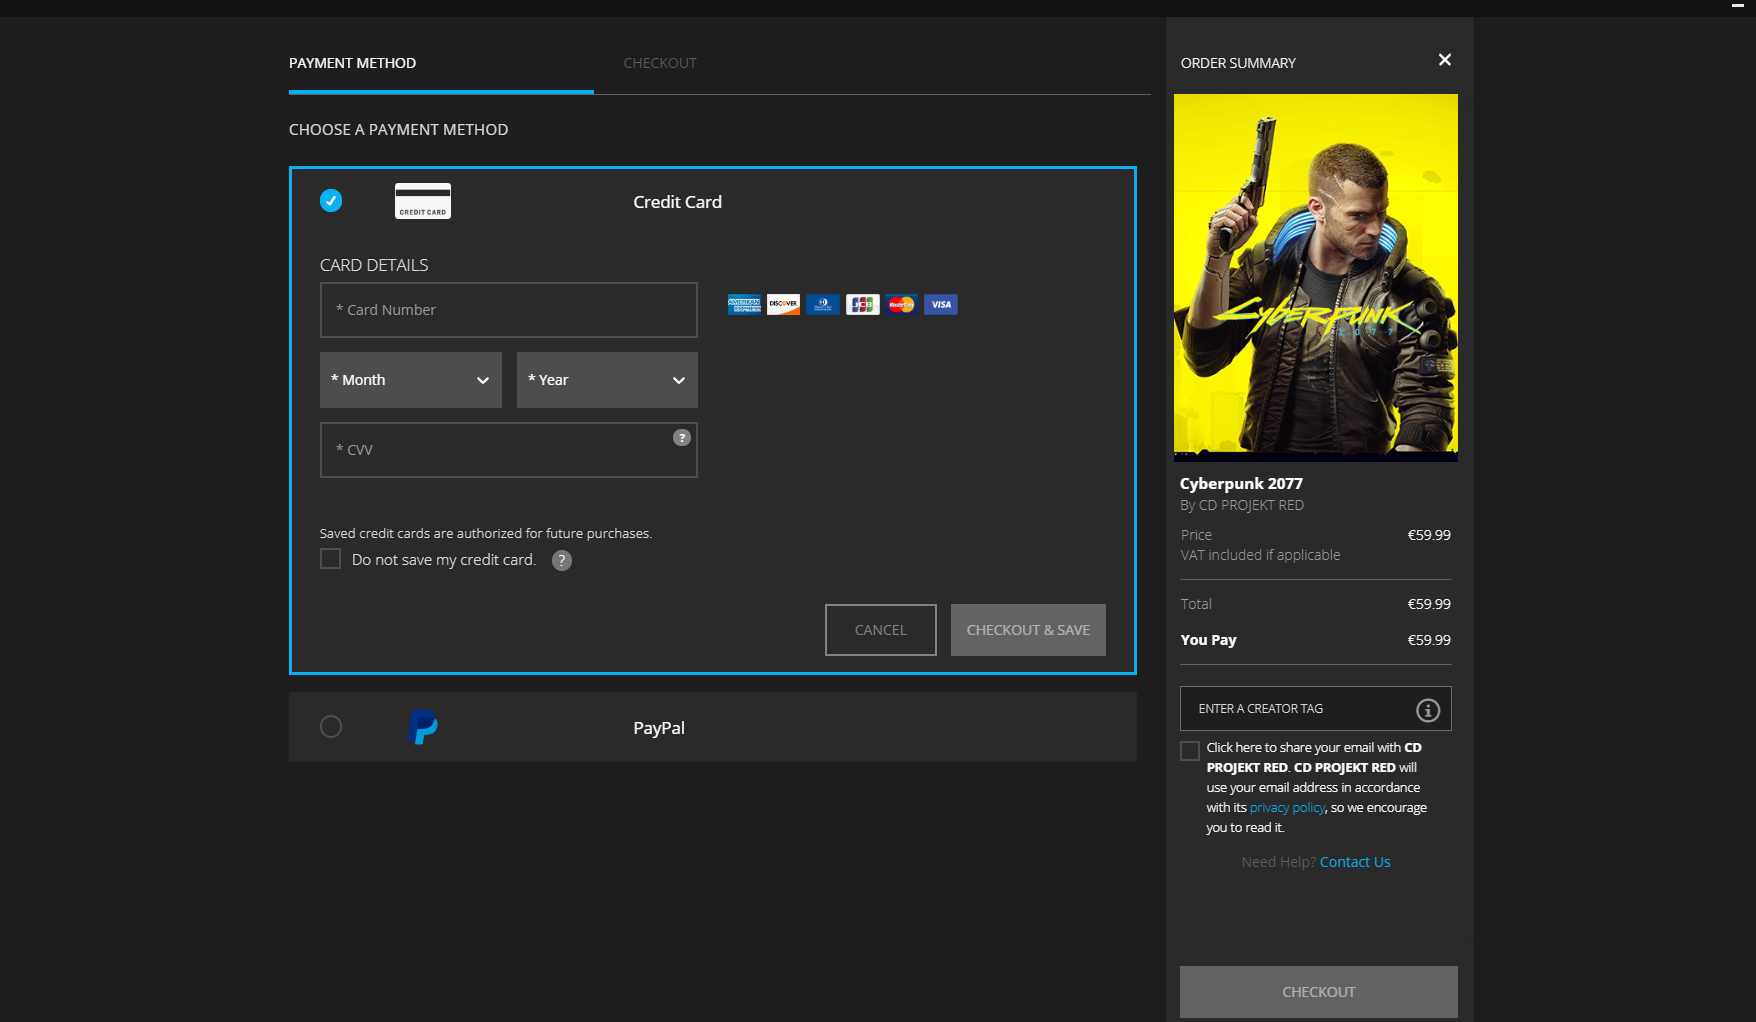 PAYMENT METHOD
CHECKOUT
CHOOSE A PAYMENT METHOD
CREDIT CARD
Credit Card
CARD DETAILS
* Card Number
AMERICAN
EXPRESS
DISCOVER
JCB
MasterCard
VISA
* Month
* Year
* CVV
?
Saved credit cards are authorized for future purchases.
Do not save my credit card.
?
CANCEL
CHECKOUT & SAVE
PayPal
ORDER SUMMARY
Cyberpunk
2077
Cyberpunk 2077
By CD PROJEKT RED
Price €59.99
VAT included if applicable
Total €59.99
You Pay €59.99
ENTER A CREATOR TAG
Click here to share your email with CD
PROJEKT RED. CD PROJEKT RED will
use your email address in accordance
with its privacy policy, so we encourage
you to read it.
Need Help? Contact Us
CHECKOUT